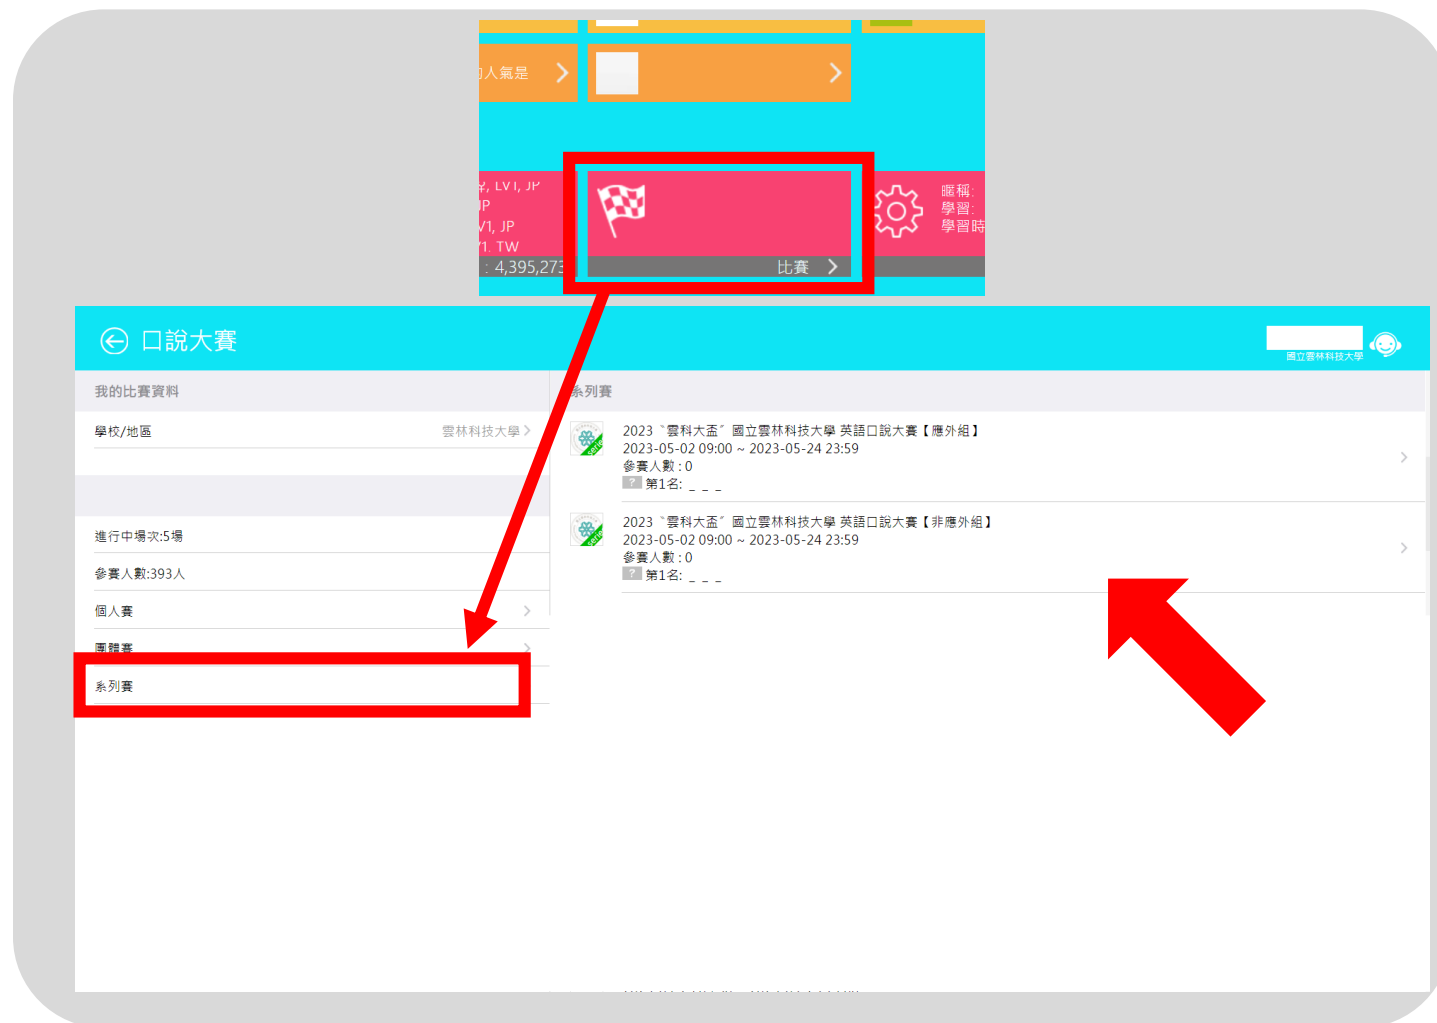 的人氣是
LV1, JP
JP
V1, JP
V1. TW
: 4,395,273
比賽
暱稱:
學習:
學習時
口說大賽
國立雲林科技大學
我的比賽資料
學校/地區
雲林科技大學
進行中場次:5場
參賽人數:393人
個人賽
團體賽
系列賽
系列賽
2023〝雲科大盃〞國立雲林科技大學 英語口說大賽【應外組】
2023-05-02 09:00 ~ 2023-05-24 23:59
參賽人數 : 0
? 第1名: _ _ _
2023〝雲科大盃〞國立雲林科技大學 英語口說大賽【非應外組】
2023-05-02 09:00 ~ 2023-05-24 23:59
參賽人數 : 0
? 第1名: _ _ _